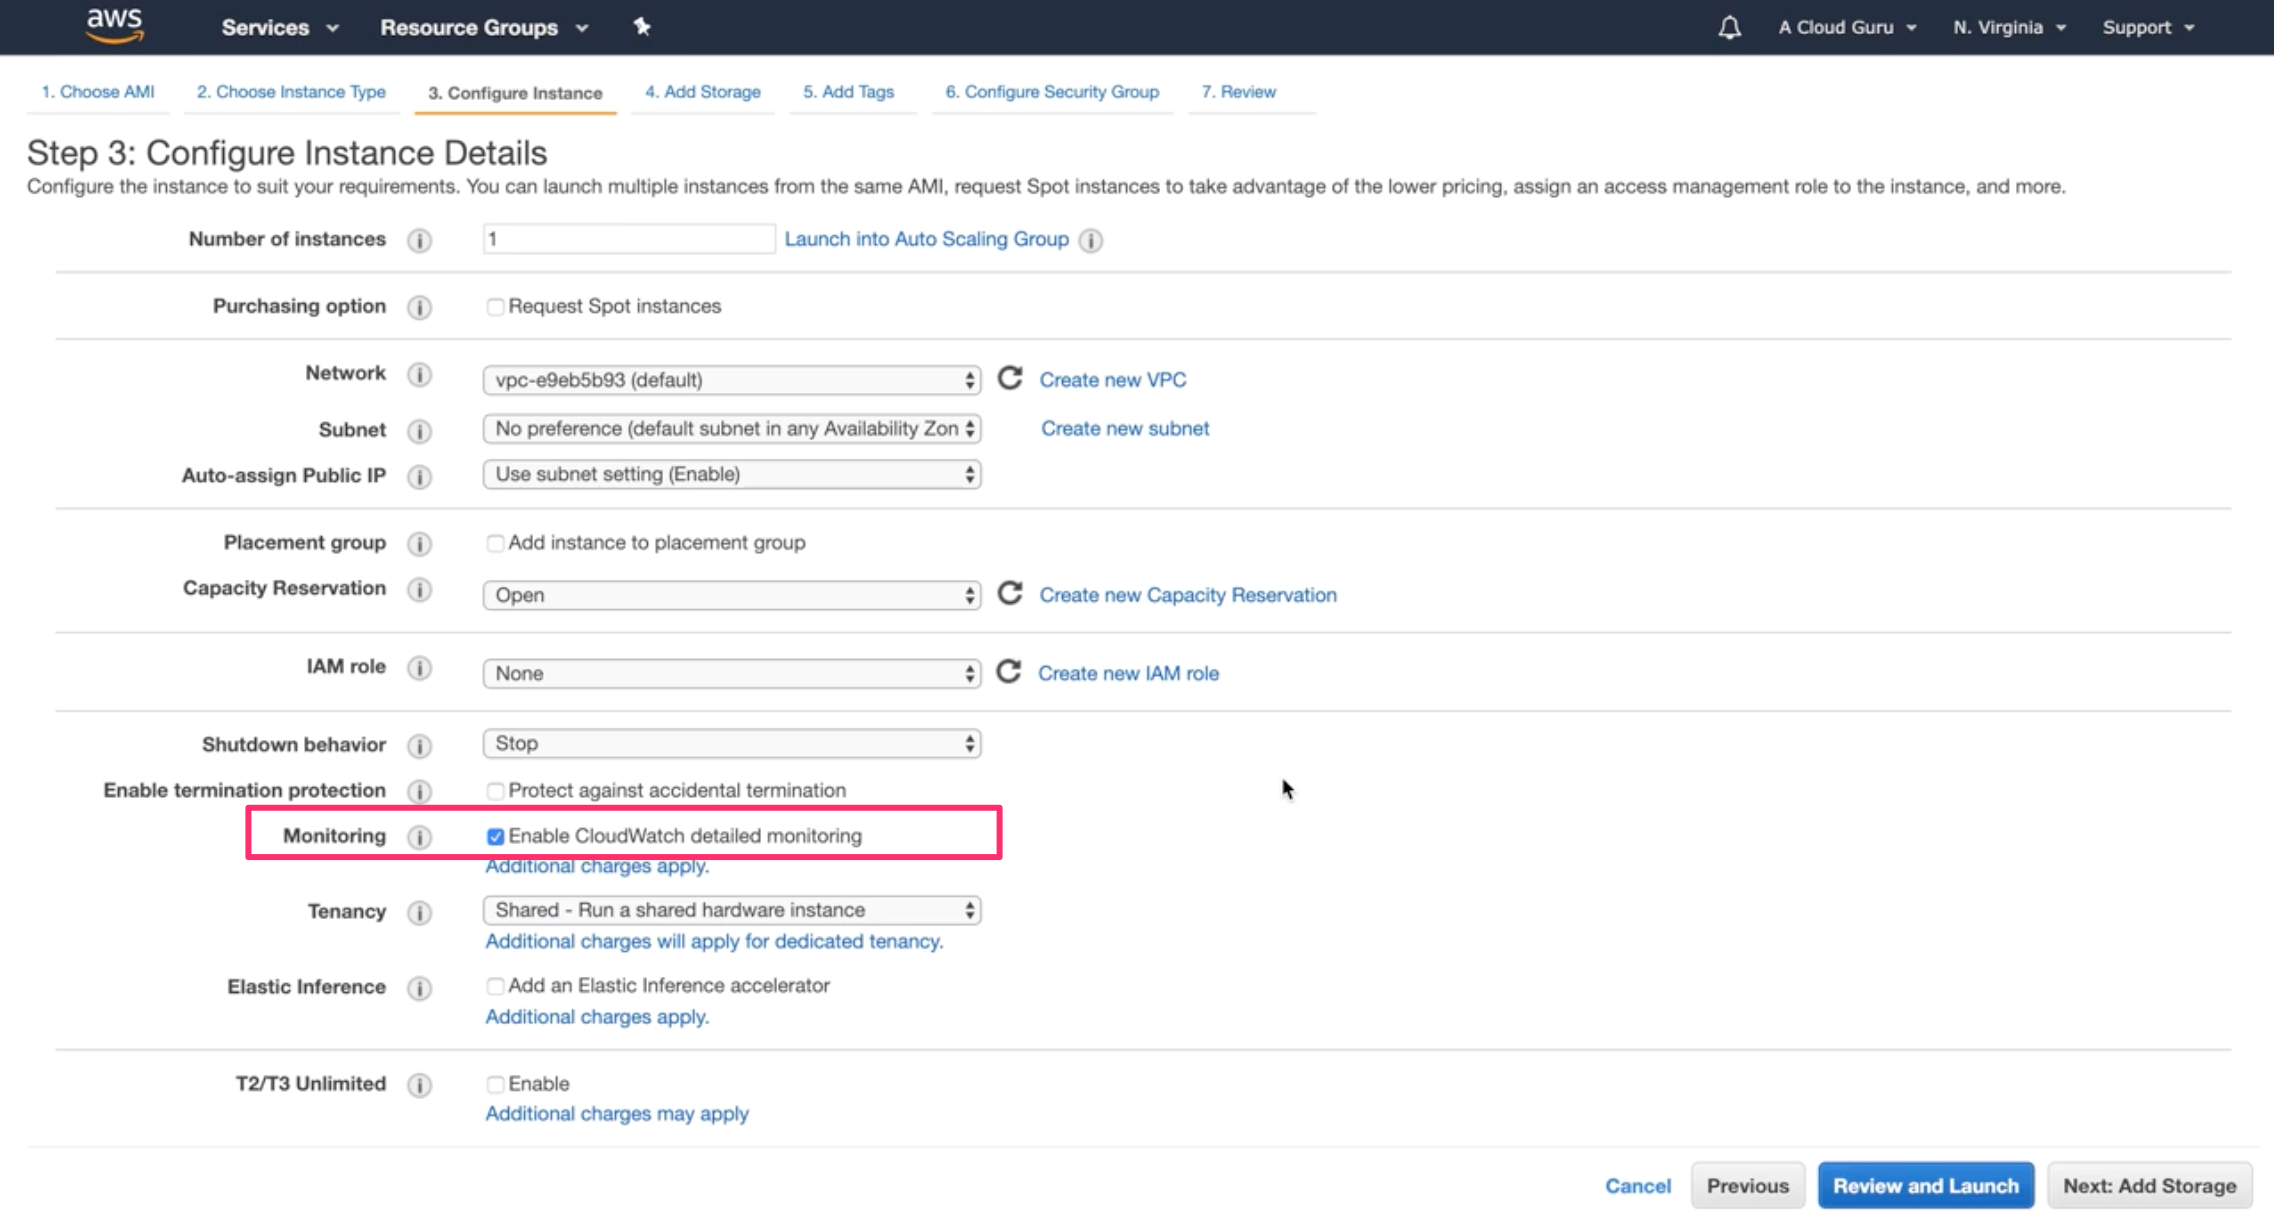 aws Services Resource Groups A Cloud Guru N. Virginia Support
1. Choose AMI 2. Choose Instance Type 3. Configure Instance 4. Add Storage 5. Add Tags 6. Configure Security Group 7. Review
Step 3: Configure Instance Details
Configure the instance to suit your requirements. You can launch multiple instances from the same AMI, request Spot instances to take advantage of the lower pricing, assign an access management role to the instance, and more.
Number of instances i 1 Launch into Auto Scaling Group i
Purchasing option i Request Spot instances
Network i vpc-e9eb5b93 (default) Create new VPC
Subnet i No preference (default subnet in any Availability Zon Create new subnet
Auto-assign Public IP i Use subnet setting (Enable)
Placement group i Add instance to placement group
Capacity Reservation i Open Create new Capacity Reservation
IAM role i None Create new IAM role
Shutdown behavior i Stop
Enable termination protection i Protect against accidental termination
Monitoring i Enable CloudWatch detailed monitoring
Additional charges apply.
Tenancy i Shared - Run a shared hardware instance
Additional charges will apply for dedicated tenancy.
Elastic Inference i Add an Elastic Inference accelerator
Additional charges apply.
T2/T3 Unlimited i Enable
Additional charges may apply
Cancel Previous Review and Launch Next: Add Storage